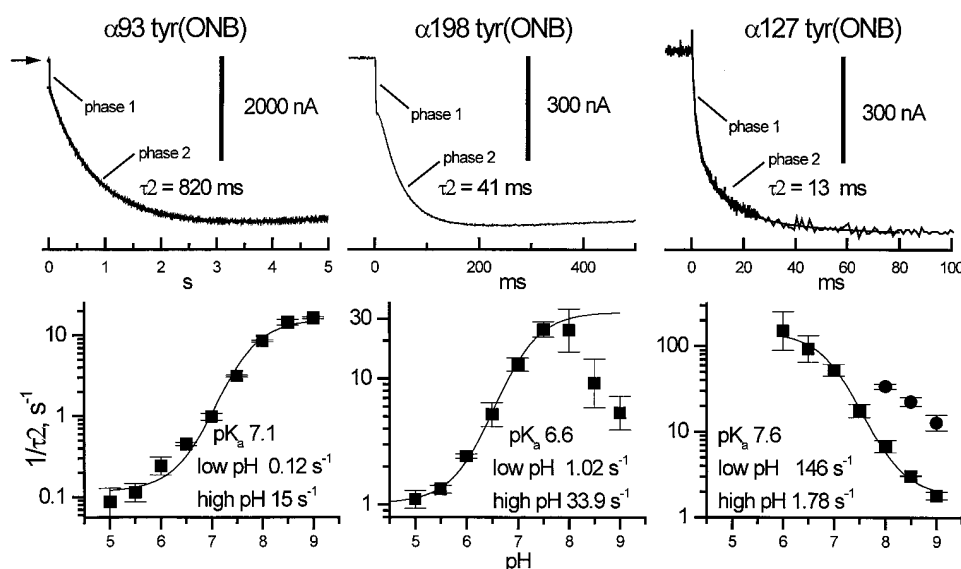 α93 tyr(ONB)
α198 tyr(ONB)
α127 tyr(ONB)
phase 1
2000 nA
phase 2
τ2 = 820 ms
phase 1
300 nA
phase 2
τ2 = 41 ms
phase 1
300 nA
phase 2
τ2 = 13 ms
0 1 2 3 4 5
s
0 200 400
ms
0 20 40 60 80 100
ms
1/τ2, s⁻¹
10
1
0.1
pKₐ 7.1
low pH 0.12 s⁻¹
high pH 15 s⁻¹
5 6 7 8 9
30
10
1
pKₐ 6.6
low pH 1.02 s⁻¹
high pH 33.9 s⁻¹
5 6 7 8 9
pH
100
10
1
pKₐ 7.6
low pH 146 s⁻¹
high pH 1.78 s⁻¹
5 6 7 8 9